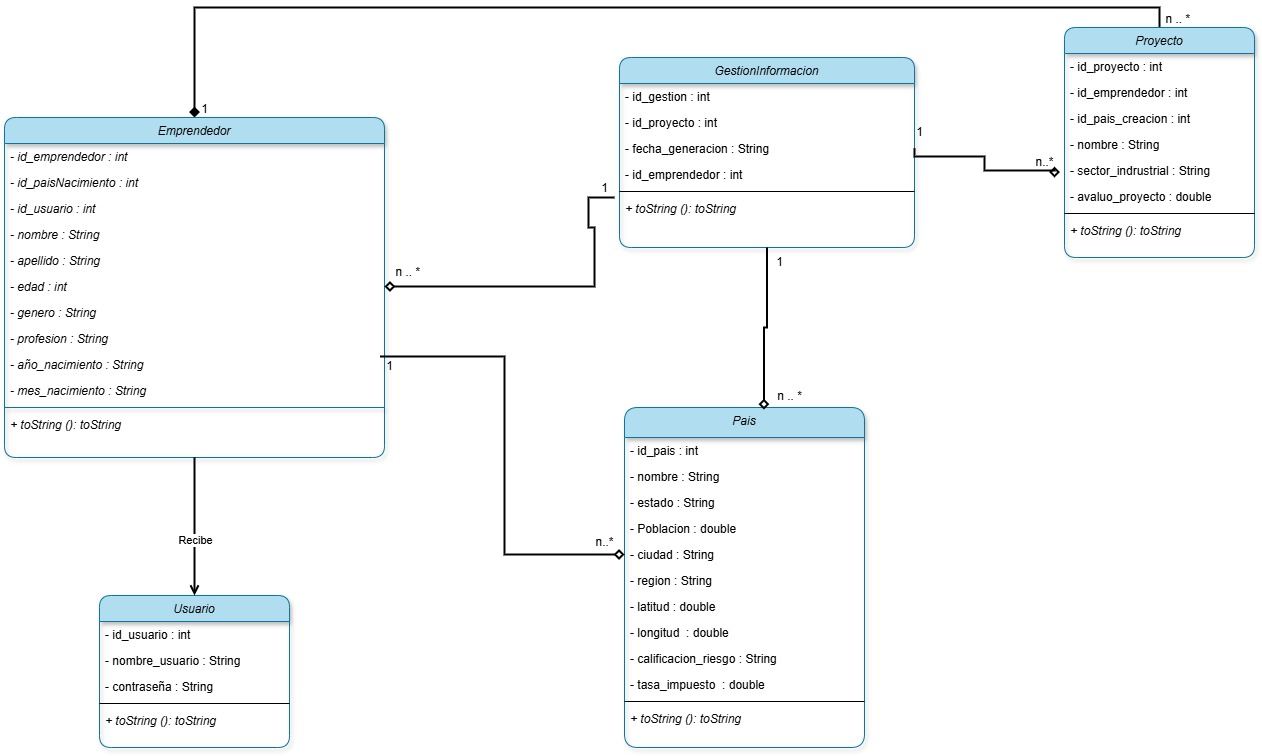 n .. *
Proyecto
- id_proyecto : int
- id_emprendedor : int
- id_pais_creacion : int
- nombre : String
- sector_indrustrial : String
- avaluo_proyecto : double
+ toString (): toString
GestionInformacion
- id_gestion : int
- id_proyecto : int
- fecha_generacion : String
- id_emprendedor : int
+ toString (): toString
1
n..*
1
n .. *
1
n .. *
1
Emprendedor
- id_emprendedor : int
- id_paisNacimiento : int
- id_usuario : int
- nombre : String
- apellido : String
- edad : int
- genero : String
- profesion : String
- año_nacimiento : String
- mes_nacimiento : String
+ toString (): toString
1
n..*
Pais
- id_pais : int
- nombre : String
- estado : String
- Poblacion : double
- ciudad : String
- region : String
- latitud : double
- longitud : double
- calificacion_riesgo : String
- tasa_impuesto : double
+ toString (): toString
Recibe
Usuario
- id_usuario : int
- nombre_usuario : String
- contraseña : String
+ toString (): toString